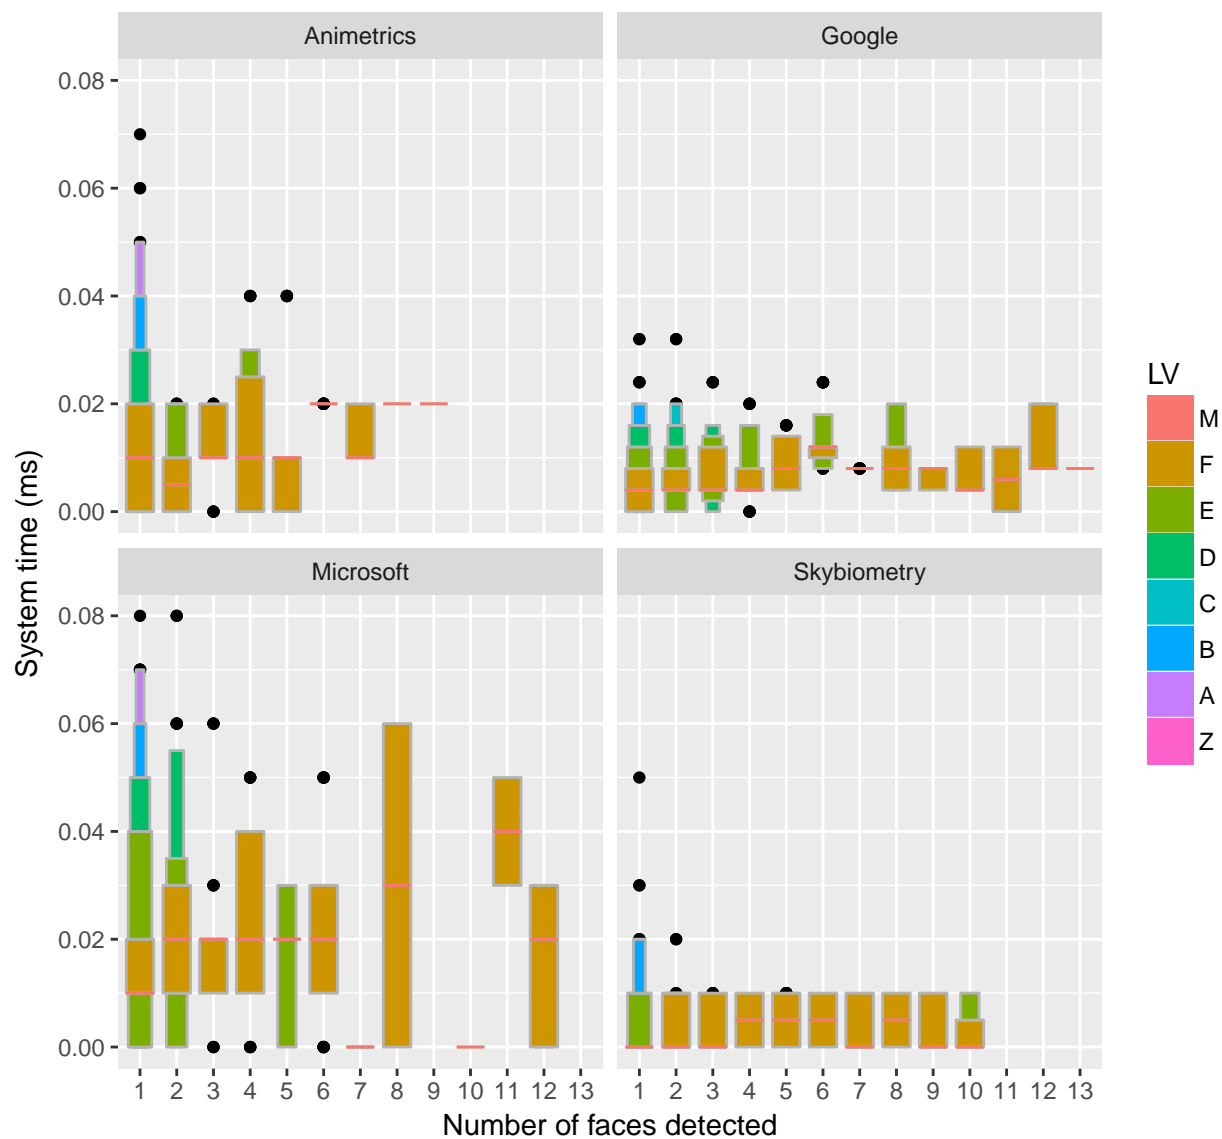 Animetrics
Google
0.08
0.06
0.04
0.02
0.00
Microsoft
Skybiometry
0.08
0.06
0.04
0.02
0.00
System time (ms)
1 2 3 4 5 6 7 8 9 10 11 12 13
1 2 3 4 5 6 7 8 9 10 11 12 13
Number of faces detected
LV
M
F
E
D
C
B
A
Z